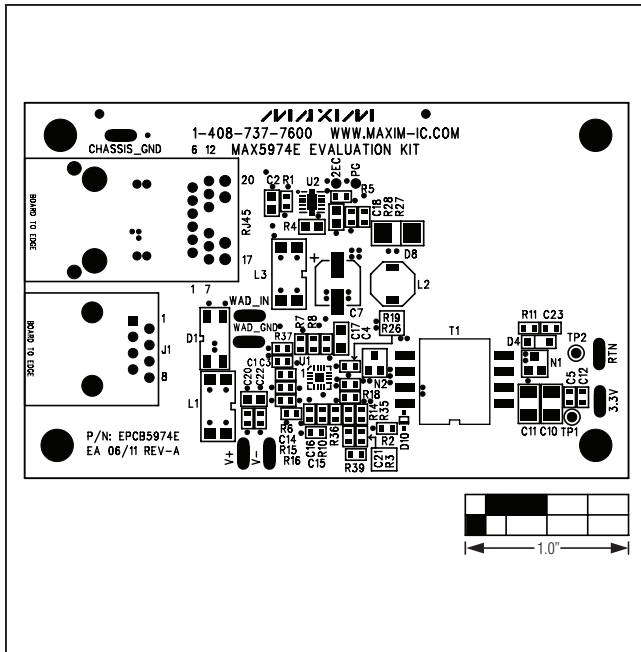 MAXIM
1-408-737-7600 WWW.MAXIM-IC.COM
CHASSIS_GND
6 12 MAX5974E EVALUATION KIT
20
C2 R1
U2
2EC
PG
R5
R4
C18
R28
R27
BOARD TO EDGE
RJ45
17
D8
L3
+
L2
C7
1 7
WAD_IN
WAD_GND
1
J1
8
BOARD TO EDGE
D1
R7
R8
C17
C4
R19
R26
T1
R11 C23
D4
TP2
RTN
N1
R37
C1 C3
U1
1
N2
L1
C20
C22
R18
R14
R35
C5
C12
3.3V
R6
C14
R15
R16
C16
C15
R10
R36
R2
D10
C21
R3
R39
C11 C10
TP1
P/N: EPCB5974E
EA 06/11 REV-A
V+
V-
1.0"